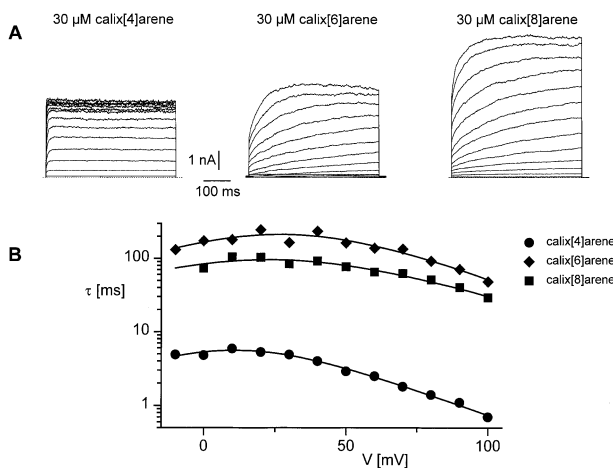 30 µM calix[4]arene
30 µM calix[6]arene
30 µM calix[8]arene
A
1 nA
100 ms
B
calix[4]arene
calix[6]arene
calix[8]arene
100
τ [ms]
10
1
0
50
100
V [mV]